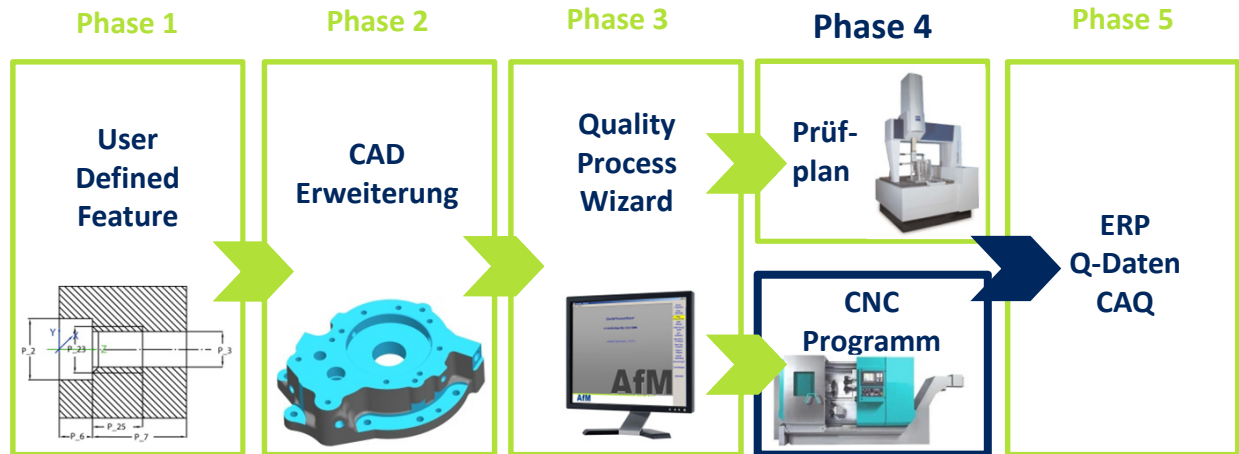 Phase 1
Phase 2
Phase 3
Phase 4
Phase 5
User
Defined
Feature
P_2
Y
X
P_23
Z
P_3
P_25
P_6
P_7
CAD
Erweiterung
Quality
Process
Wizard
AfM
AfM
Prüf-
plan
CNC
Programm
ERP
Q-Daten
CAQ